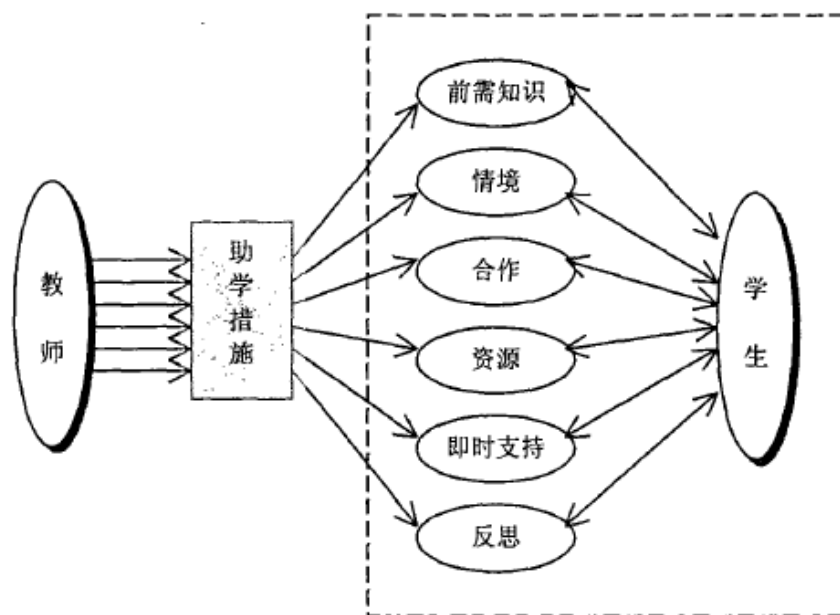 教师
助学措施
前需知识
情境
合作
资源
即时支持
反思
学生